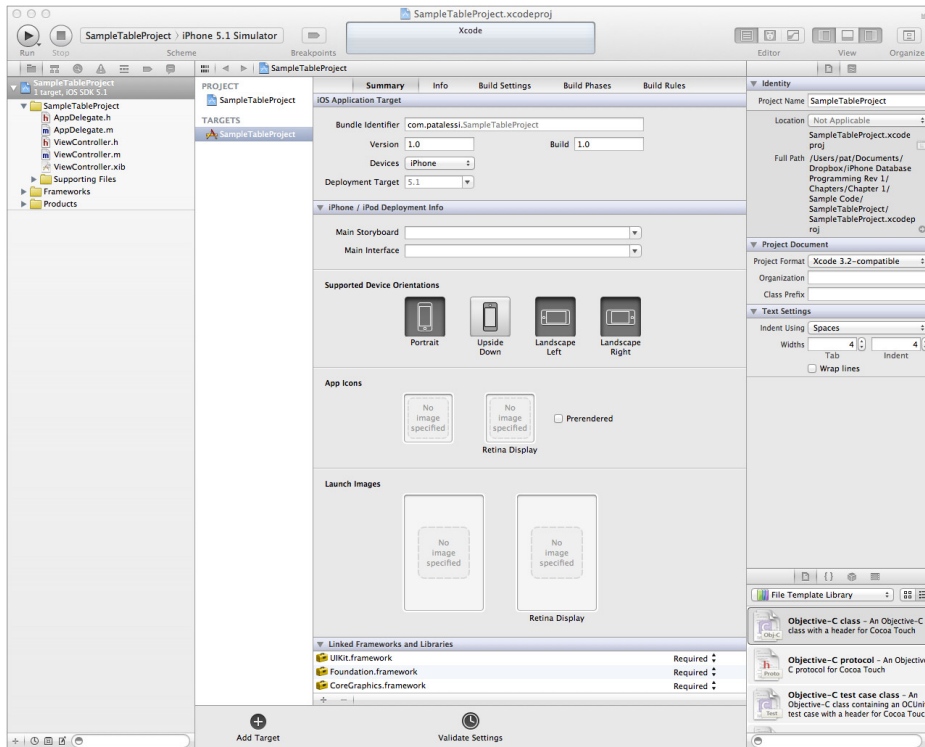 SampleTableProject.xcodeproj
SampleTableProject
iPhone 5.1 Simulator
Xcode
Run
Stop
Scheme
Breakpoints
Editor
View
Organize
SampleTableProject
SampleTableProject
1 target, iOS SDK 5.1
SampleTableProject
h AppDelegate.h
m AppDelegate.m
h ViewController.h
m ViewController.m
ViewController.xib
Supporting Files
Frameworks
Products
PROJECT
SampleTableProject
TARGETS
SampleTableProject
Summary
Info
Build Settings
Build Phases
Build Rules
iOS Application Target
Bundle Identifier com.patalessi.SampleTableProject
Version 1.0
Build 1.0
Devices iPhone
Deployment Target 5.1
iPhone / iPod Deployment Info
Main Storyboard
Main Interface
Supported Device Orientations
Portrait
Upside
Down
Landscape
Left
Landscape
Right
App Icons
No
image
specified
No
image
specified
Prerendered
Retina Display
Launch Images
No
image
specified
No
image
specified
Retina Display
Linked Frameworks and Libraries
UIKit.framework Required
Foundation.framework Required
CoreGraphics.framework Required
Add Target
Validate Settings
Identity
Project Name SampleTableProject
Location Not Applicable
SampleTableProject.xcode
proj
Full Path /Users/pat/Documents/
Dropbox/iPhone Database
Programming Rev 1/
Chapters/Chapter 1/
Sample Code/
SampleTableProject/
SampleTableProject.xcodep
roj
Project Document
Project Format Xcode 3.2-compatible
Organization
Class Prefix
Text Settings
Indent Using Spaces
Widths 4 4
Tab Indent
Wrap lines
{ }
File Template Library
Obj-C
Objective-C class - An Objective-C
class with a header for Cocoa Touch
h
Proto
Objective-C protocol - An Objective
C protocol for Cocoa Touch
Test
Objective-C test case class - An
Objective-C class containing an OCUni
test case with a header for Cocoa Touc